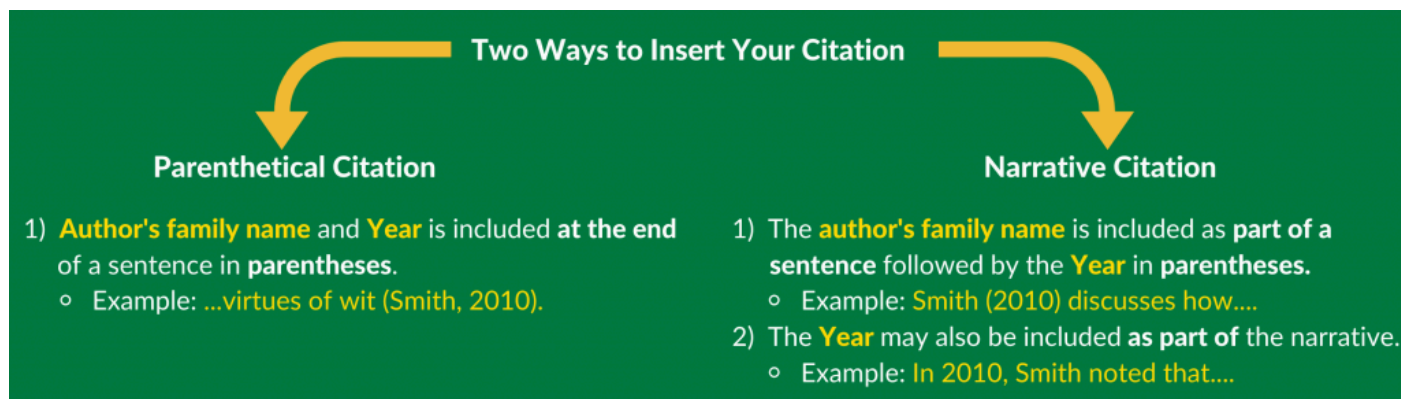 Two Ways to Insert Your Citation
Parenthetical Citation
1) Author's family name and Year is included at the end
of a sentence in parentheses.
○ Example: ...virtues of wit (Smith, 2010).
Narrative Citation
1) The author's family name is included as part of a
sentence followed by the Year in parentheses.
○ Example: Smith (2010) discusses how....
2) The Year may also be included as part of the narrative.
○ Example: In 2010, Smith noted that....